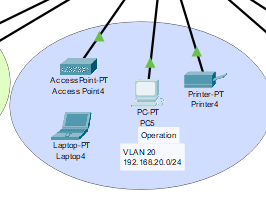 AccessPoint-PT
Access Point4
Printer-PT
Printer4
PC-PT
PC5
Operation
Laptop-PT
Laptop4
VLAN 20
192.168.20.0/24